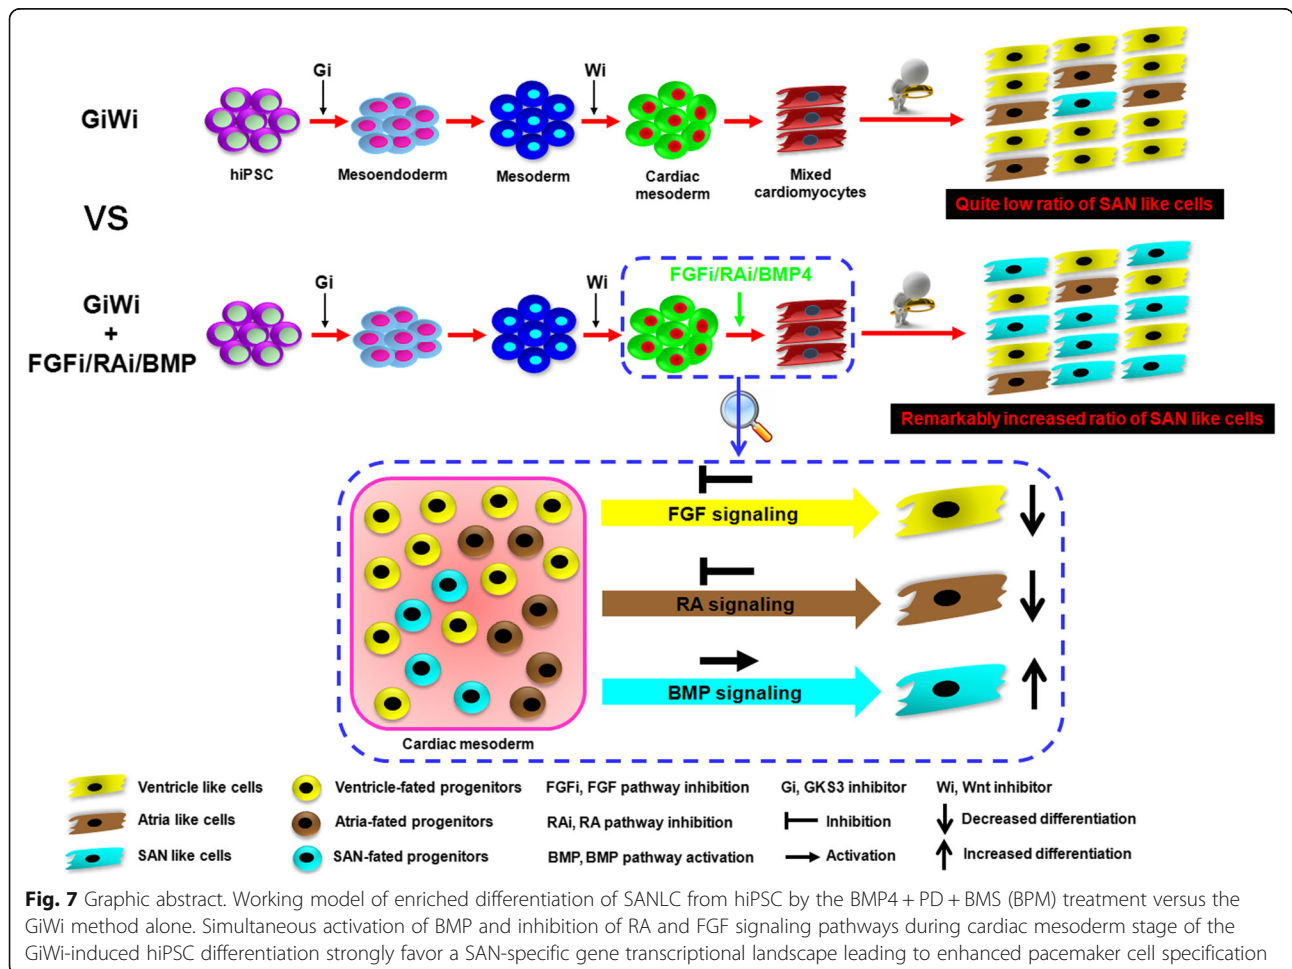 GiWi
Gi
Wi
hiPSC
Mesoendoderm
Mesoderm
Cardiac
mesoderm
Mixed
cardiomyocytes
Quite low ratio of SAN like cells
VS
GiWi
+
FGFi/RAi/BMP
Gi
Wi
FGFi/RAi/BMP4
Remarkably increased ratio of SAN like cells
FGF signaling
RA signaling
BMP signaling
Cardiac mesoderm
Ventricle like cells
Ventricle-fated progenitors
FGFi, FGF pathway inhibition
Gi, GKS3 inhibitor
Wi, Wnt inhibitor
Atria like cells
Atria-fated progenitors
RAi, RA pathway inhibition
Inhibition
Decreased differentiation
SAN like cells
SAN-fated progenitors
BMP, BMP pathway activation
Activation
Increased differentiation
Fig. 7 Graphic abstract. Working model of enriched differentiation of SANLC from hiPSC by the BMP4 + PD + BMS (BPM) treatment versus the
GiWi method alone. Simultaneous activation of BMP and inhibition of RA and FGF signaling pathways during cardiac mesoderm stage of the
GiWi-induced hiPSC differentiation strongly favor a SAN-specific gene transcriptional landscape leading to enhanced pacemaker cell specification